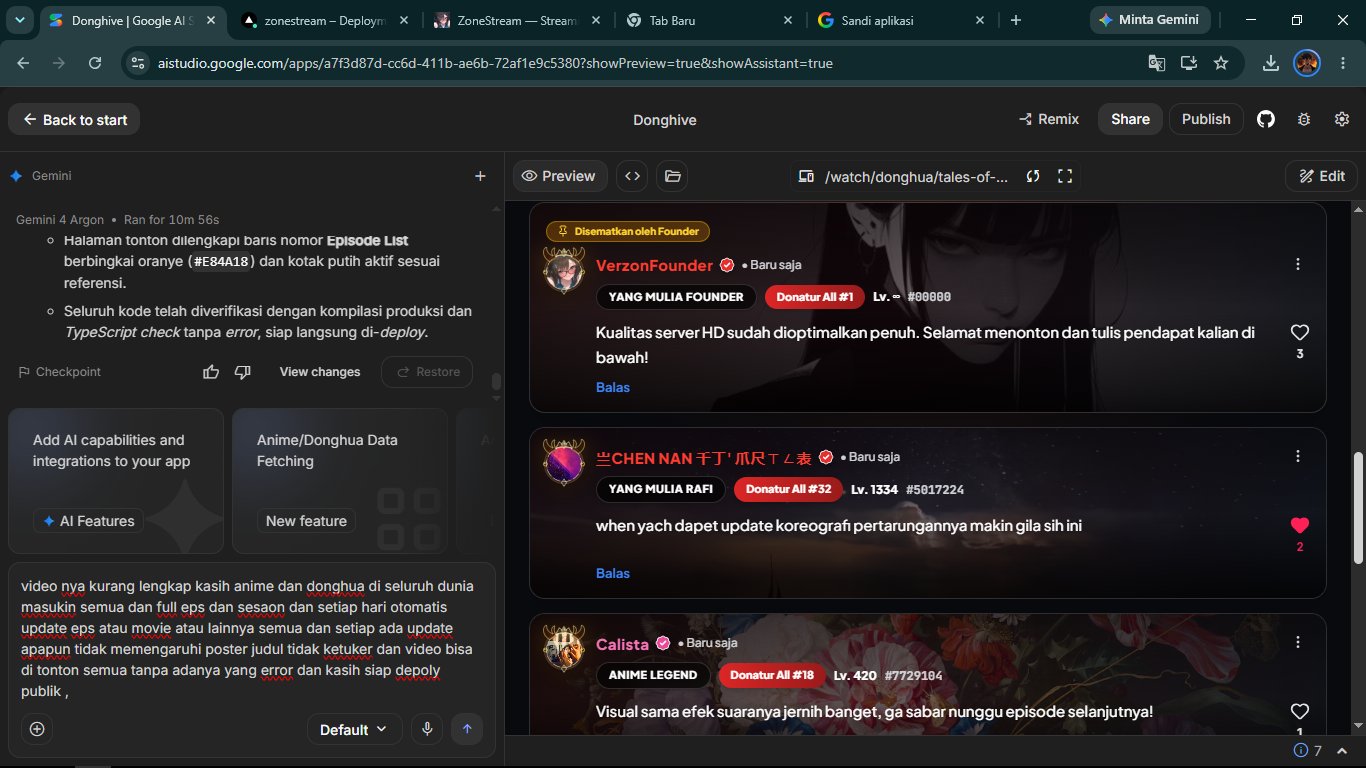 Donghive | Google AI S
zonestream – Deploym
ZoneStream — Stream
Tab Baru
Sandi aplikasi
Minta Gemini
aistudio.google.com/apps/a7f3d87d-cc6d-411b-ae6b-72af1e9c5380?showPreview=true&showAssistant=true
Back to start
Donghive
Remix
Share
Publish
Gemini
Preview
/watch/donghua/tales-of-...
Edit
Gemini 4 Argon • Ran for 10m 56s
Halaman tonton dilengkapi baris nomor Episode List
berbingkai oranye (#E84A18) dan kotak putih aktif sesuai
referensi.
Seluruh kode telah diverifikasi dengan kompilasi produksi dan
TypeScript check tanpa error, siap langsung di-deploy.
Checkpoint
View changes
Restore
Add AI capabilities and
integrations to your app
AI Features
Anime/Donghua Data
Fetching
New feature
video nya kurang lengkap kasih anime dan donghua di seluruh dunia
masukin semua dan full eps dan sesaon dan setiap hari otomatis
update eps atau movie atau lainnya semua dan setiap ada update
apapun tidak memengaruhi poster judul tidak ketuker dan video bisa
di tonton semua tanpa adanya yang error dan kasih siap depoly
publik ,
Default
Disematkan oleh Founder
VerzonFounder • Baru saja
YANG MULIA FOUNDER Donatur All #1 Lv. ∞ #00000
Kualitas server HD sudah dioptimalkan penuh. Selamat menonton dan tulis pendapat kalian di
bawah!
3
Balas
CHEN NAN • Baru saja
YANG MULIA RAFI Donatur All #32 Lv. 1334 #5017224
when yach dapet update koreografi pertarungannya makin gila sih ini
2
Balas
Calista • Baru saja
ANIME LEGEND Donatur All #18 Lv. 420 #7729104
Visual sama efek suaranya jernih banget, ga sabar nunggu episode selanjutnya!
1
7